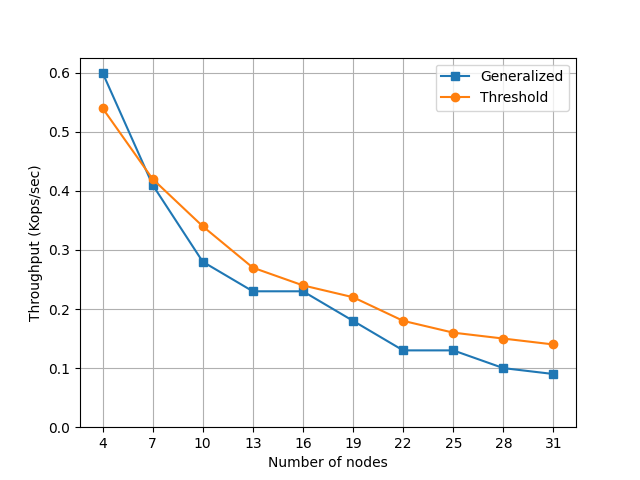 Generalized
Threshold
Throughput (Kops/sec)
0.6
0.5
0.4
0.3
0.2
0.1
0.0
4 7 10 13 16 19 22 25 28 31
Number of nodes